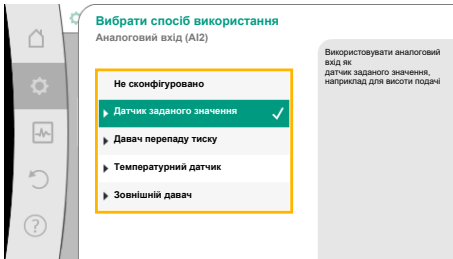 Вибрати спосіб використання
Аналоговий вхід (AI2)
Використовувати аналоговий
вхід як
датчик заданого значення,
наприклад для висоти подачі
Не сконфігуровано
Датчик заданого значення
Давач перепаду тиску
Температурний датчик
Зовнішній давач
?